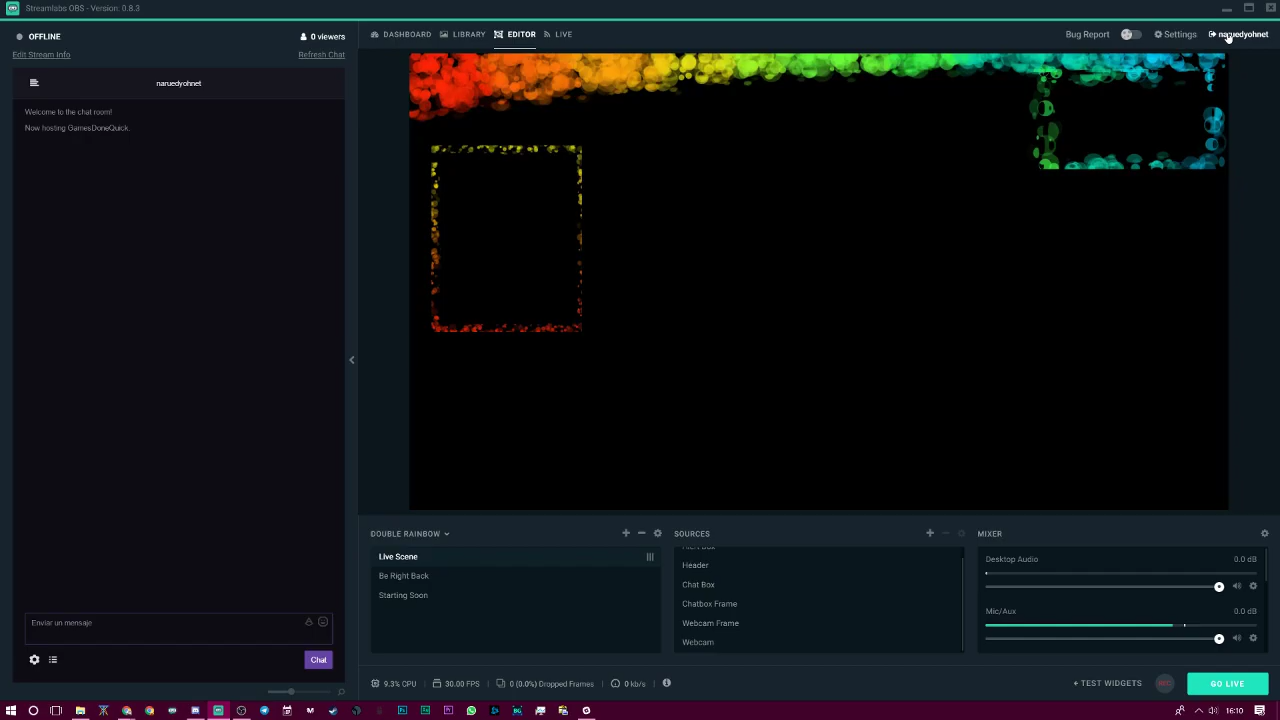 Streamlabs OBS - Version: 0.8.3
OFFLINE
0 viewers
Edit Stream Info
Refresh Chat
naruedyohnet
Welcome to the chat room!
Now hosting GamesDoneQuick.
Enviar un mensaje
Chat
DASHBOARD
LIBRARY
EDITOR
LIVE
Bug Report
Settings
naruedyohnet
DOUBLE RAINBOW
Live Scene
Be Right Back
Starting Soon
SOURCES
Header
Chat Box
Chatbox Frame
Webcam Frame
Webcam
MIXER
Desktop Audio
0.0 dB
Mic/Aux
0.0 dB
9.3% CPU
30.00 FPS
0 (0.0%) Dropped Frames
0 kb/s
+ TEST WIDGETS
REC
GO LIVE
16:10